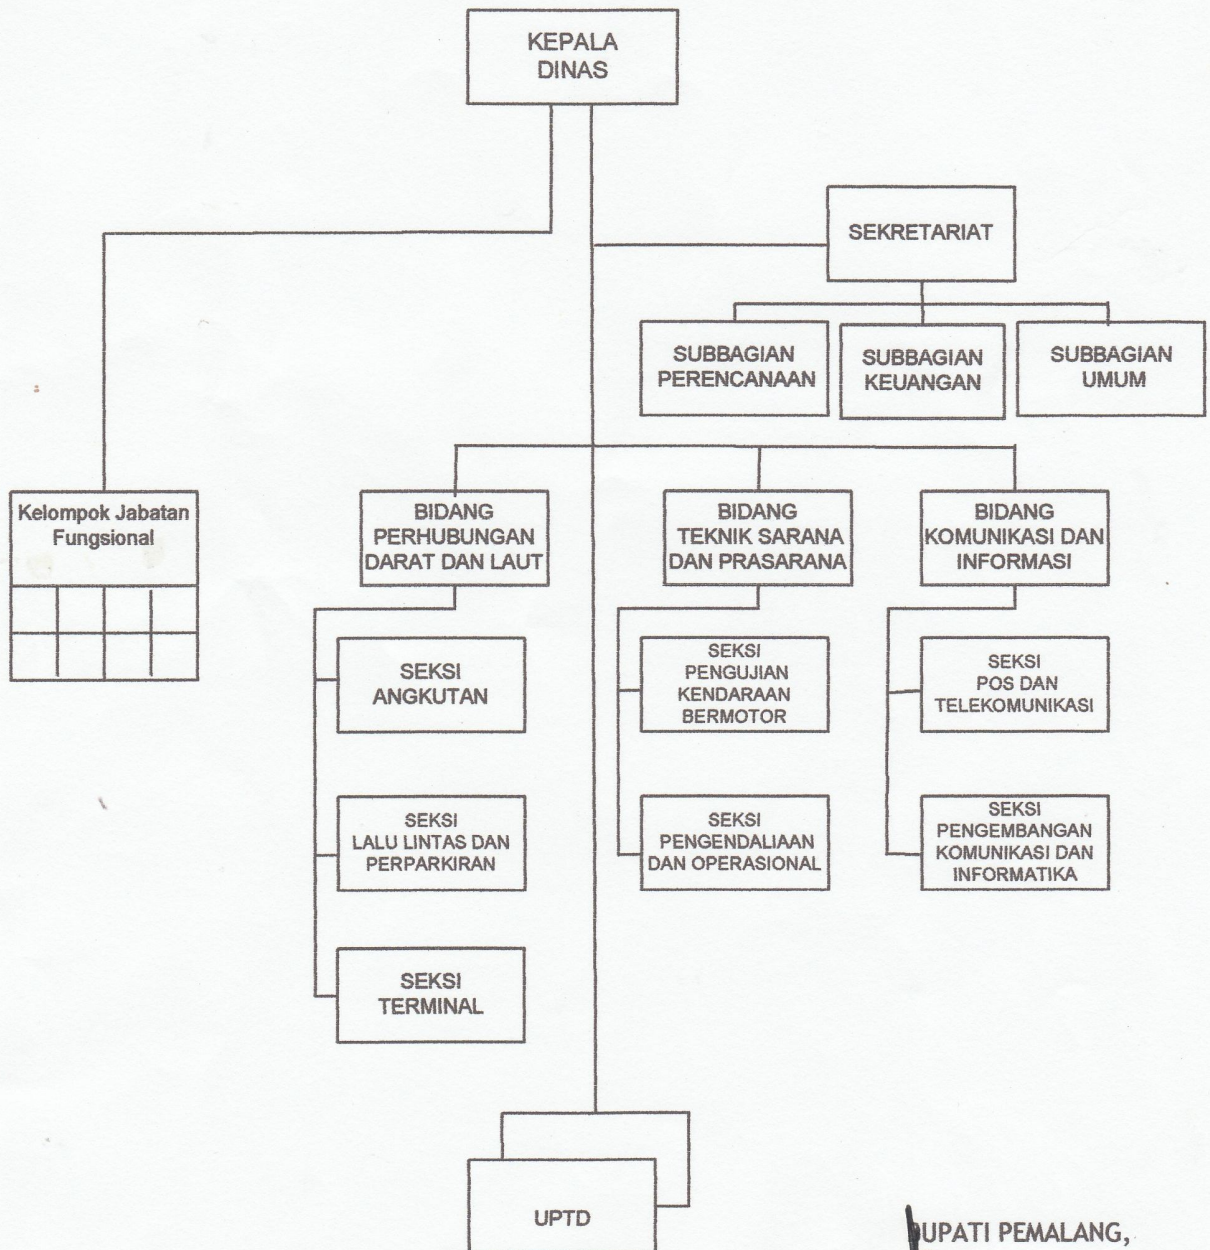 KEPALA
DINAS
SEKRETARIAT
SUBBAGIAN
PERENCANAAN
SUBBAGIAN
KEUANGAN
SUBBAGIAN
UMUM
Kelompok Jabatan
Fungsional
BIDANG
PERHUBUNGAN
DARAT DAN LAUT
BIDANG
TEKNIK SARANA
DAN PRASARANA
BIDANG
KOMUNIKASI DAN
INFORMASI
SEKSI
ANGKUTAN
SEKSI
PENGUJIAN
KENDARAAN
BERMOTOR
SEKSI
POS DAN
TELEKOMUNIKASI
SEKSI
LALU LINTAS DAN
PERPARKIRAN
SEKSI
PENGENDALIAAN
DAN OPERASIONAL
SEKSI
PENGEMBANGAN
KOMUNIKASI DAN
INFORMATIKA
SEKSI
TERMINAL
UPTD
BUPATI PEMALANG,